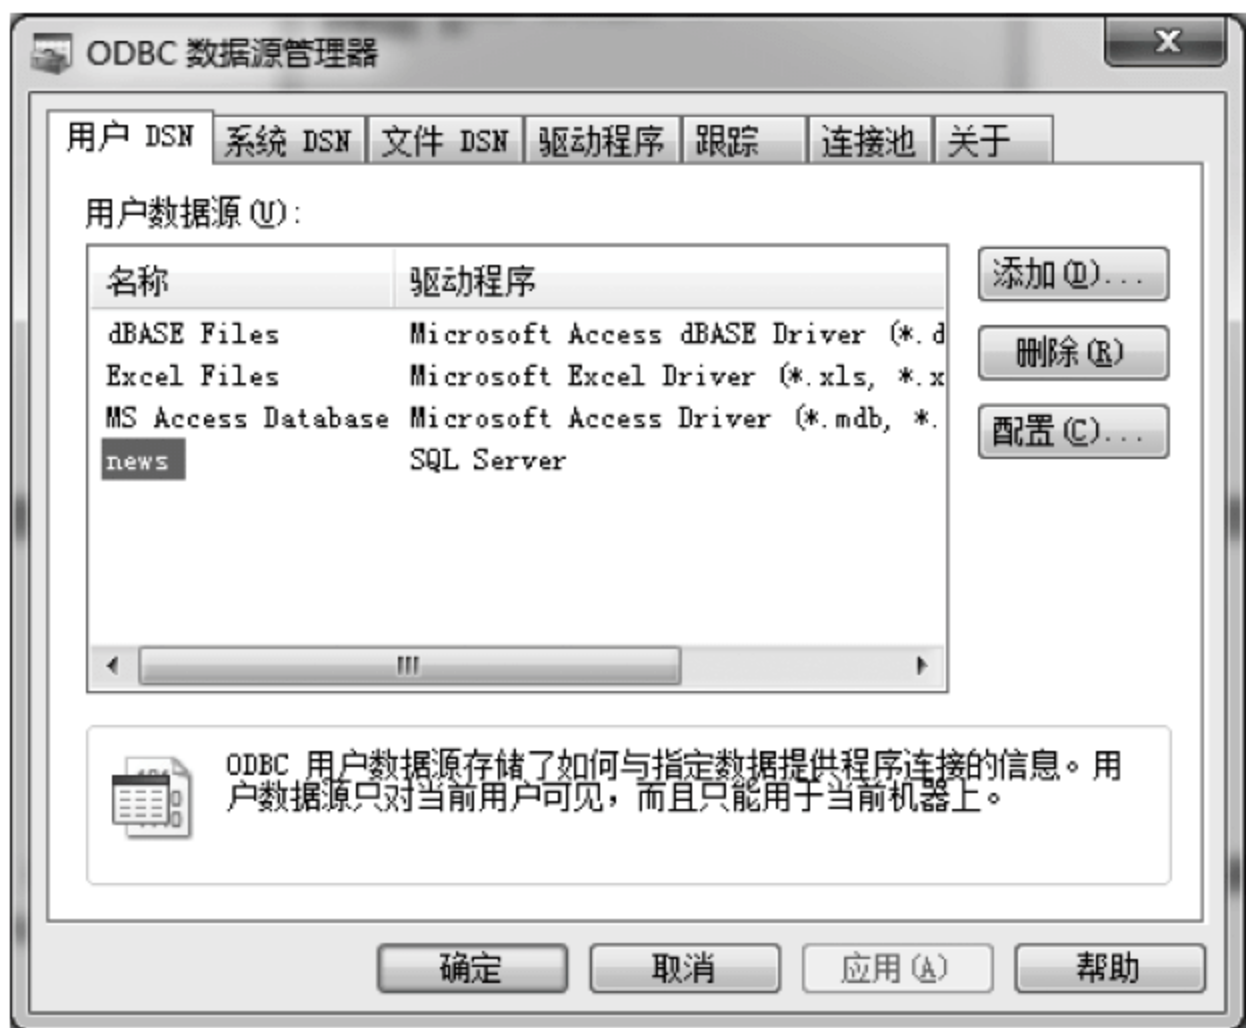 ODBC 数据源管理器
用户 DSN 系统 DSN 文件 DSN 驱动程序 跟踪 连接池 关于
用户数据源(U):
名称 驱动程序
添加(D)...
dBASE Files Microsoft Access dBASE Driver (*.d
删除(R)
Excel Files Microsoft Excel Driver (*.xls, *.x
MS Access Database Microsoft Access Driver (*.mdb, *.
配置(C)...
news SQL Server
ODBC 用户数据源存储了如何与指定数据提供程序连接的信息。用
户数据源只对当前用户可见，而且只能用于当前机器上。
确定 取消 应用(A) 帮助